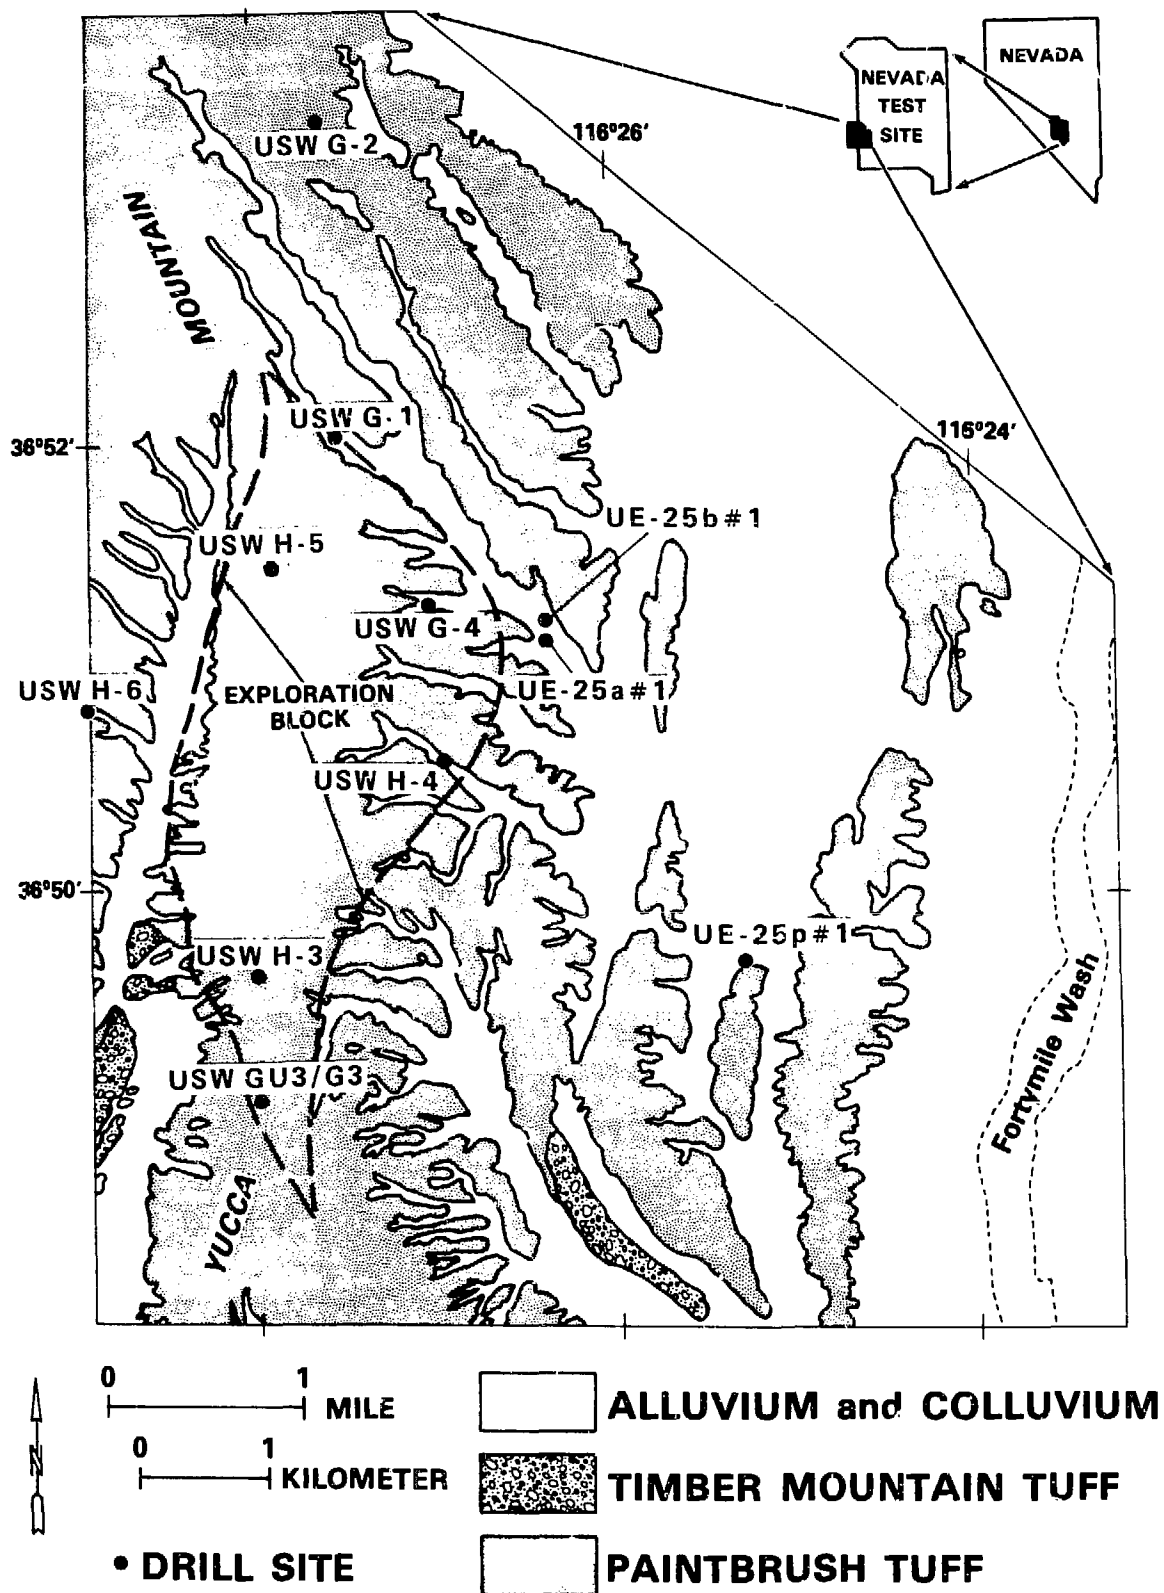 NEVADA
NEVADA
TEST
SITE
116°26'
USW G-2
MOUNTAIN
USW G-1
36°52'
116°24'
UE-25b#1
USW H-5
USW G-4
USW H-6
UE-25a#1
EXPLORATION
BLOCK
USW H-4
36°50'
UE-25p#1
USW H-3
Fortymile Wash
USW GU3/G3
YUCCA
0 1
MILE
0 1
KILOMETER
N
• DRILL SITE
ALLUVIUM and COLLUVIUM
TIMBER MOUNTAIN TUFF
PAINTBRUSH TUFF